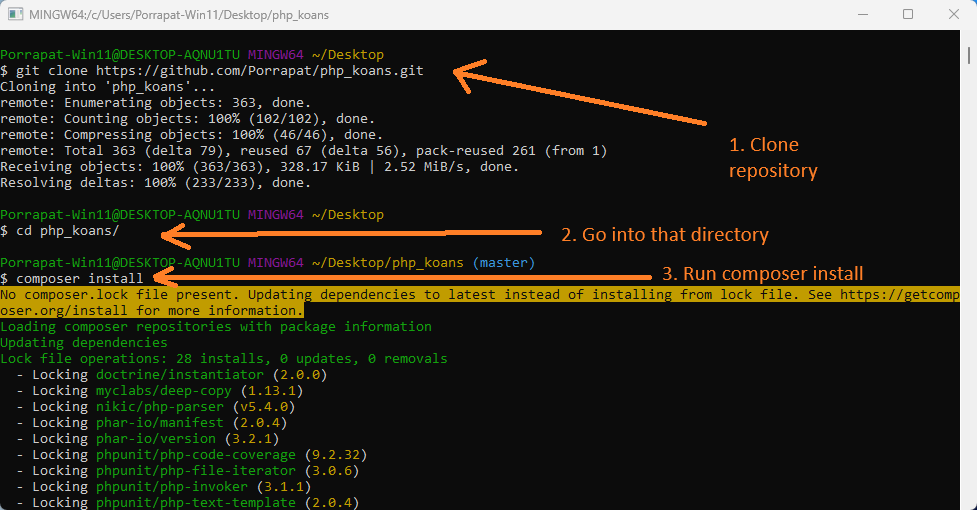 MINGW64:/c/Users/Porrapat-Win11/Desktop/php_koans
Porrapat-Win11@DESKTOP-AQNU1TU MINGW64 ~/Desktop
$ git clone https://github.com/Porrapat/php_koans.git
Cloning into 'php_koans'...
remote: Enumerating objects: 363, done.
remote: Counting objects: 100% (102/102), done.
remote: Compressing objects: 100% (46/46), done.
remote: Total 363 (delta 79), reused 67 (delta 56), pack-reused 261 (from 1)
Receiving objects: 100% (363/363), 328.17 KiB | 2.52 MiB/s, done.
Resolving deltas: 100% (233/233), done.
1. Clone
repository
Porrapat-Win11@DESKTOP-AQNU1TU MINGW64 ~/Desktop
$ cd php_koans/
2. Go into that directory
Porrapat-Win11@DESKTOP-AQNU1TU MINGW64 ~/Desktop/php_koans (master)
$ composer install
3. Run composer install
No composer.lock file present. Updating dependencies to latest instead of installing from lock file. See https://getcomp
oser.org/install for more information.
Loading composer repositories with package information
Updating dependencies
Lock file operations: 28 installs, 0 updates, 0 removals
- Locking doctrine/instantiator (2.0.0)
- Locking myclabs/deep-copy (1.13.1)
- Locking nikic/php-parser (v5.4.0)
- Locking phar-io/manifest (2.0.4)
- Locking phar-io/version (3.2.1)
- Locking phpunit/php-code-coverage (9.2.32)
- Locking phpunit/php-file-iterator (3.0.6)
- Locking phpunit/php-invoker (3.1.1)
- Locking phpunit/php-text-template (2.0.4)